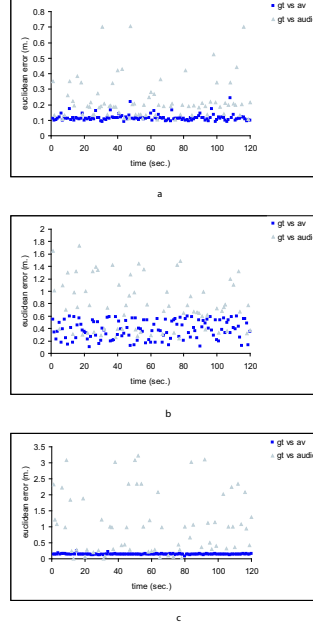 gt vs av
gt vs audi
euclidean error (m.)
0.8
0.7
0.6
0.5
0.4
0.3
0.2
0.1
0
0 20 40 60 80 100 120
time (sec.)
a
gt vs av
gt vs audi
euclidean error (m.)
2
1.8
1.6
1.4
1.2
1
0.8
0.6
0.4
0.2
0
0 20 40 60 80 100 120
time (sec.)
b
gt vs av
gt vs audi
euclidean error (m.)
3.5
3
2.5
2
1.5
1
0.5
0
0 20 40 60 80 100 120
time (sec.)
c